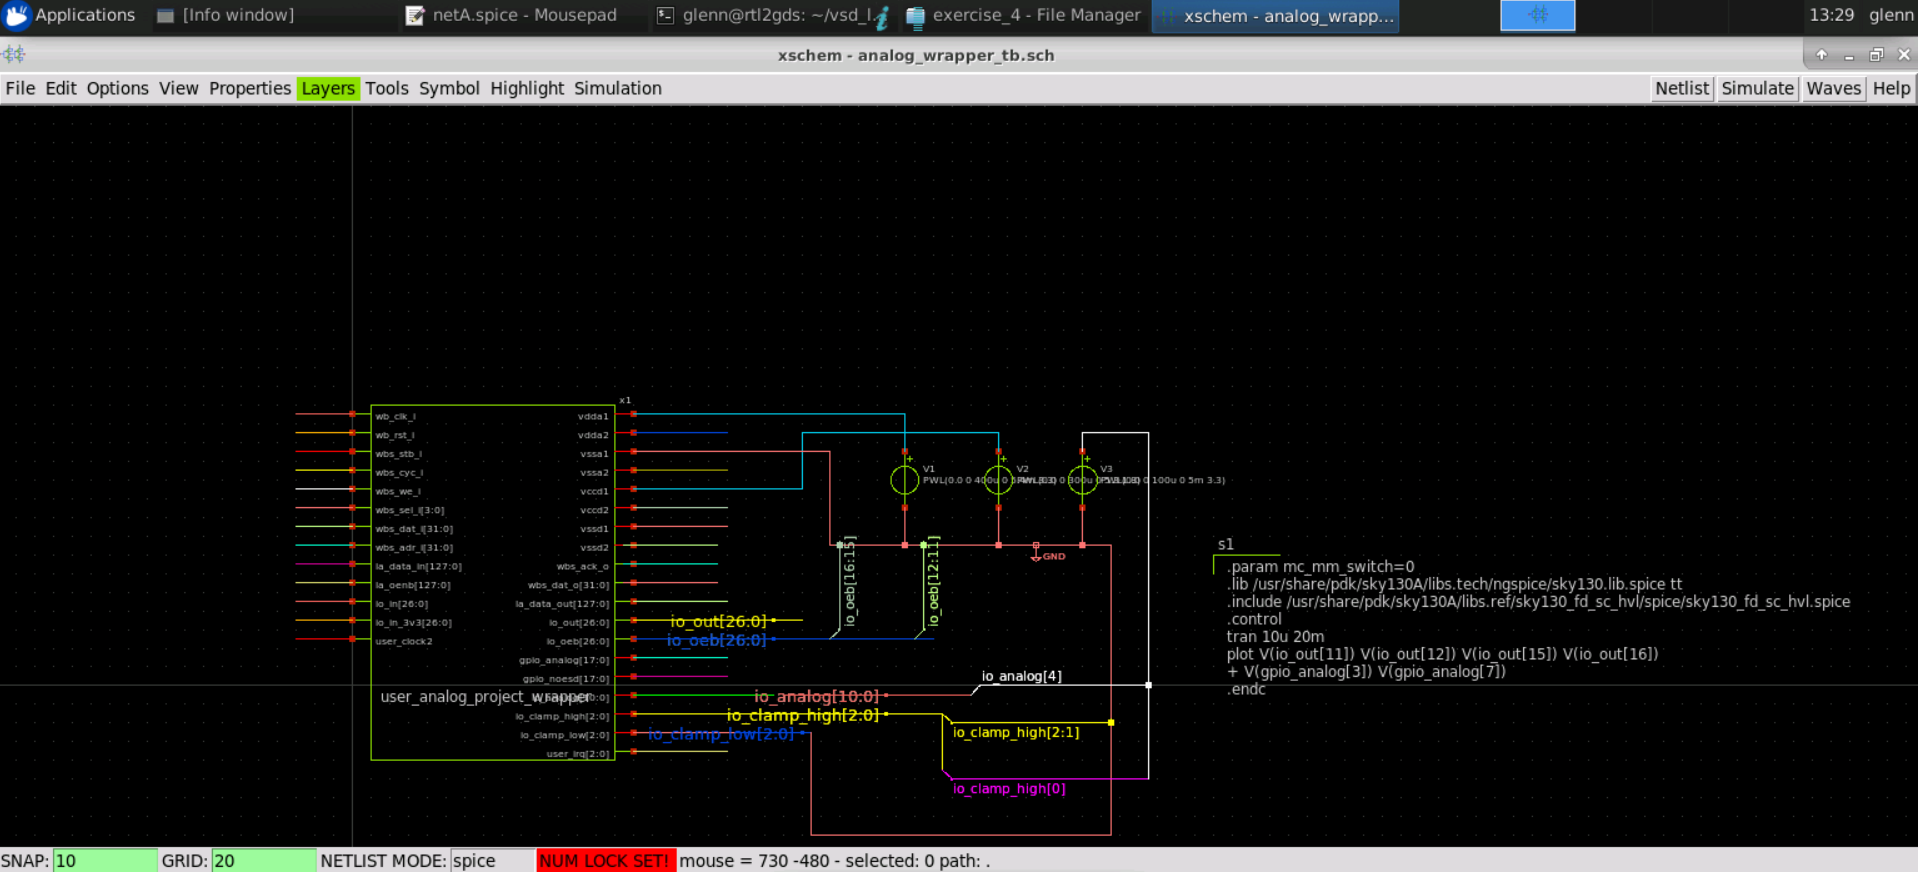 Applications
[Info window]
netA.spice - Mousepad
glenn@rtl2gds: ~/vsd_l.
exercise_4 - File Manager
xschem - analog_wrapp...
13:29
glenn
xschem - analog_wrapper_tb.sch
File Edit Options View Properties Layers Tools Symbol Highlight Simulation
Netlist Simulate Waves Help
x1
wb_clk_i
wb_rst_i
wbs_stb_i
wbs_cyc_i
wbs_we_i
wbs_sel_i[3:0]
wbs_dat_i[31:0]
wbs_adr_i[31:0]
la_data_in[127:0]
la_oenb[127:0]
io_in[26:0]
io_in_3v3[26:0]
user_clock2
vdda1
vdda2
vssa1
vssa2
vccd1
vccd2
vssd1
vssd2
wbs_ack_o
wbs_dat_o[31:0]
la_data_out[127:0]
io_out[26:0]
io_oeb[26:0]
gpio_analog[17:0]
gpio_noesd[17:0]
user_analog_project_wrapper
io_clamp_high[2:0]
io_clamp_low[2:0]
user_irq[2:0]
io_out[26:0]
io_oeb[26:0]
io_analog[10:0]
io_clamp_high[2:0]
io_clamp_low[2:0]
V1
PWL(0.0 0 400u 0
V2
V3
0 100u 0 5m 3.3)
io_oeb[16:15]
io_oeb[12:11]
GND
io_analog[4]
io_clamp_high[2:1]
io_clamp_high[0]
s1
.param mc_mm_switch=0
.lib /usr/share/pdk/sky130A/libs.tech/ngspice/sky130.lib.spice tt
.include /usr/share/pdk/sky130A/libs.ref/sky130_fd_sc_hvl/spice/sky130_fd_sc_hvl.spice
.control
tran 10u 20m
plot V(io_out[11]) V(io_out[12]) V(io_out[15]) V(io_out[16])
+ V(gpio_analog[3]) V(gpio_analog[7])
.endc
SNAP: 10 GRID: 20 NETLIST MODE: spice NUM LOCK SET! mouse = 730 -480 - selected: 0 path: .